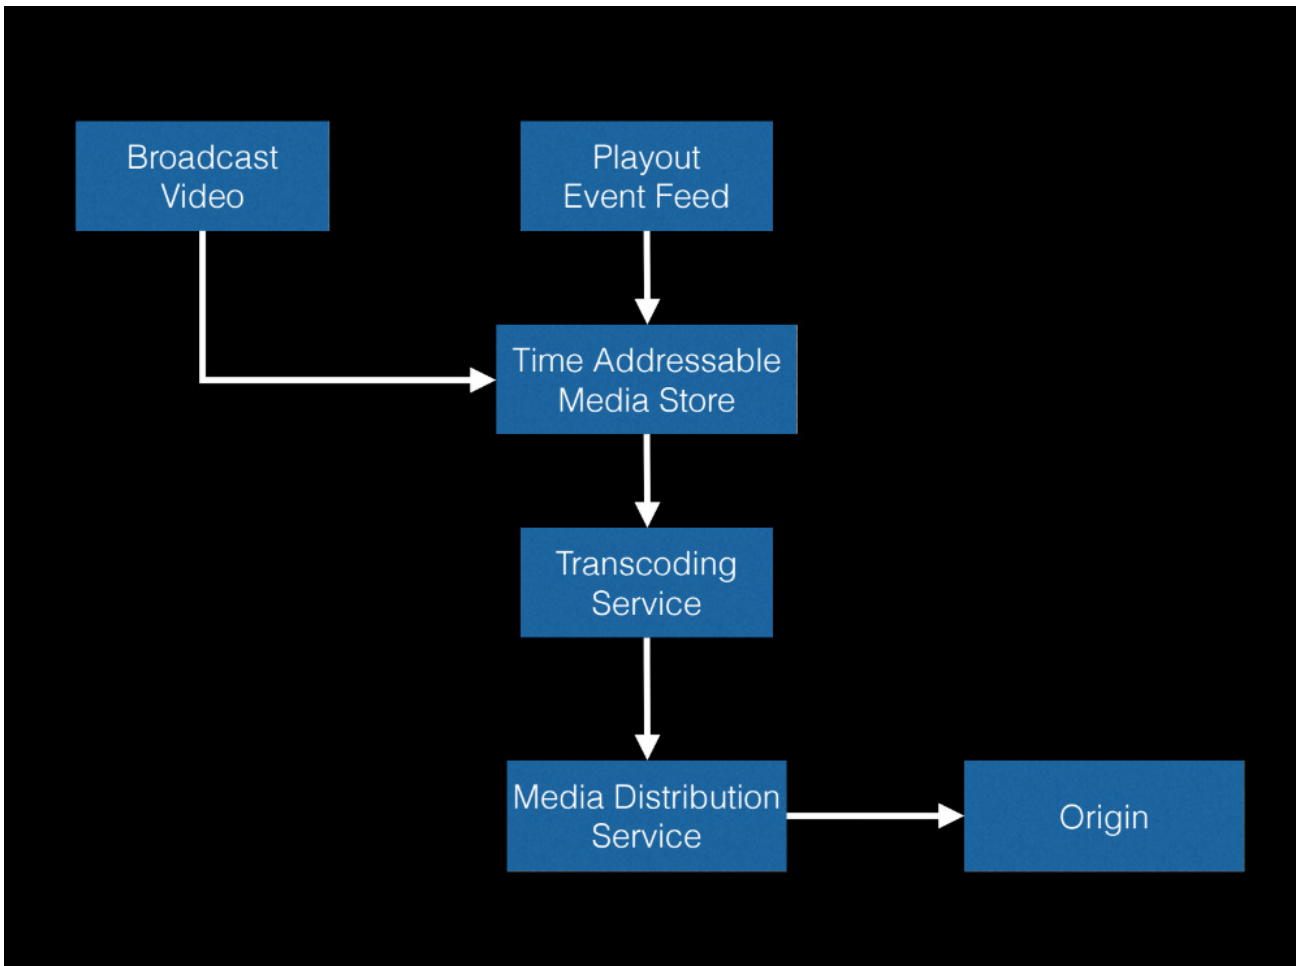 Broadcast
Video
Playout
Event Feed
Time Addressable
Media Store
Transcoding
Service
Media Distribution
Service
Origin